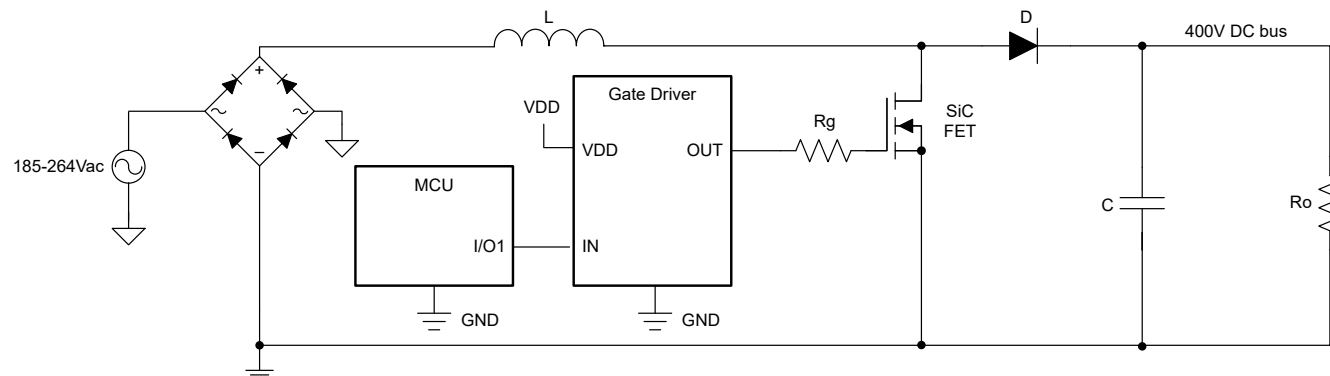 L
D
400V DC bus
+
Gate Driver
VDD
VDD
OUT
Rg
SiC
FET
185-264Vac
−
MCU
I/O1
IN
C
Ro
GND
GND